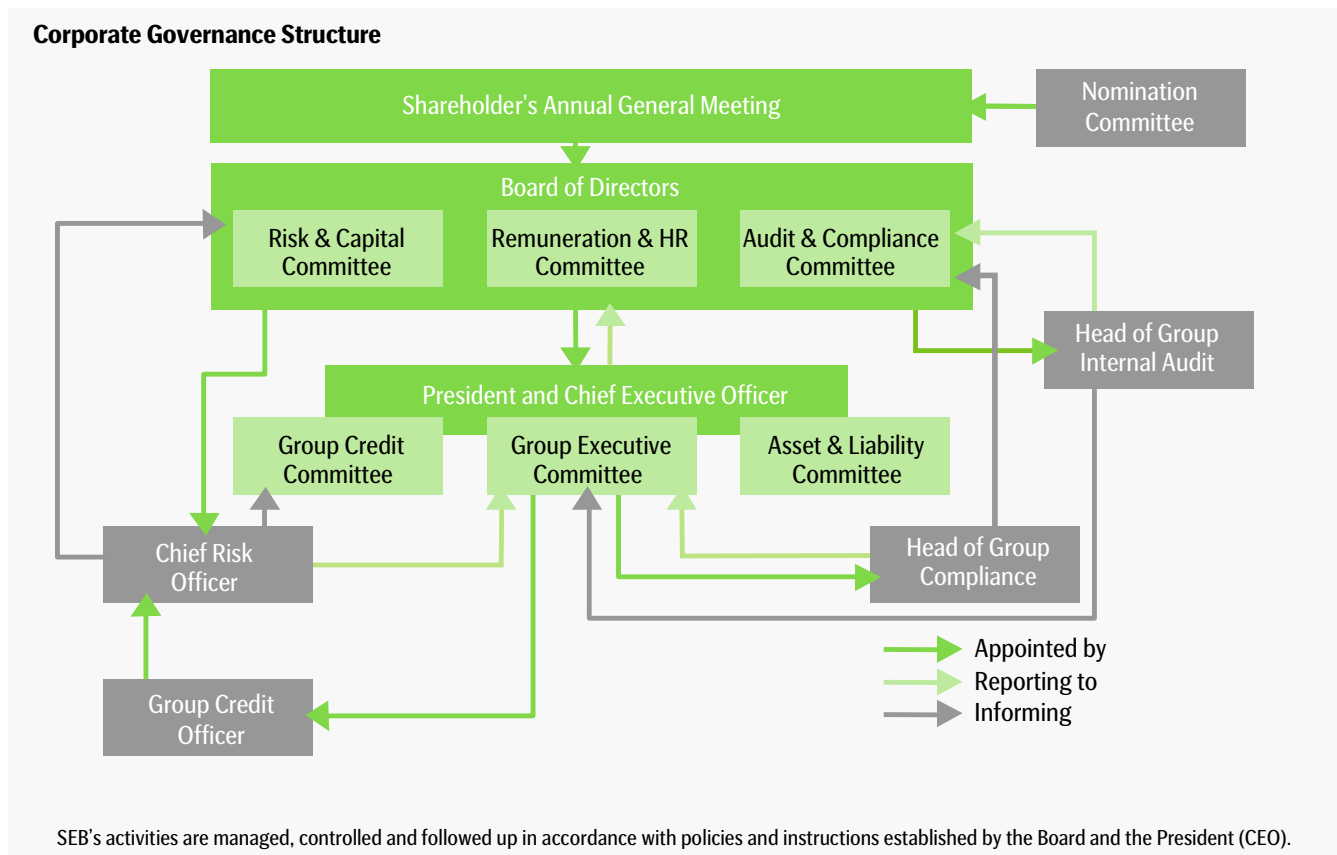 Corporate Governance Structure
Shareholder's Annual General Meeting
Nomination
Committee
Board of Directors
Risk & Capital
Committee
Remuneration & HR
Committee
Audit & Compliance
Committee
Head of Group
Internal Audit
President and Chief Executive Officer
Group Credit
Committee
Group Executive
Committee
Asset & Liability
Committee
Chief Risk
Officer
Head of Group
Compliance
Group Credit
Officer
Appointed by
Reporting to
Informing
SEB’s activities are managed, controlled and followed up in accordance with policies and instructions established by the Board and the President (CEO).